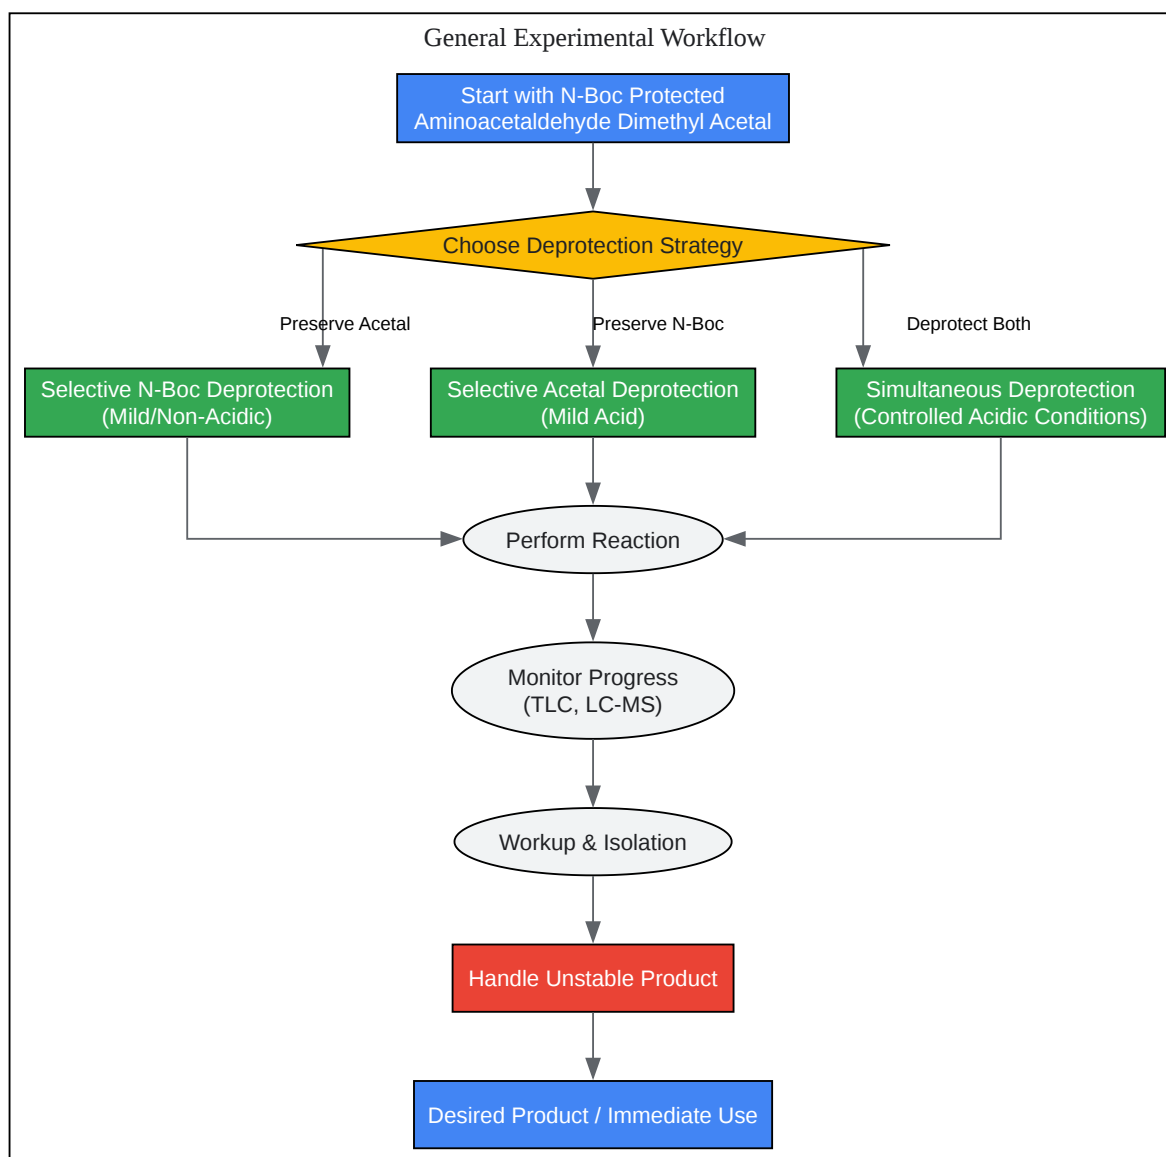 General Experimental Workflow
Start with N-Boc Protected
Aminoacetaldehyde Dimethyl Acetal
Choose Deprotection Strategy
Preserve Acetal
Preserve N-Boc
Deprotect Both
Selective N-Boc Deprotection
(Mild/Non-Acidic)
Selective Acetal Deprotection
(Mild Acid)
Simultaneous Deprotection
(Controlled Acidic Conditions)
Perform Reaction
Monitor Progress
(TLC, LC-MS)
Workup & Isolation
Handle Unstable Product
Desired Product / Immediate Use